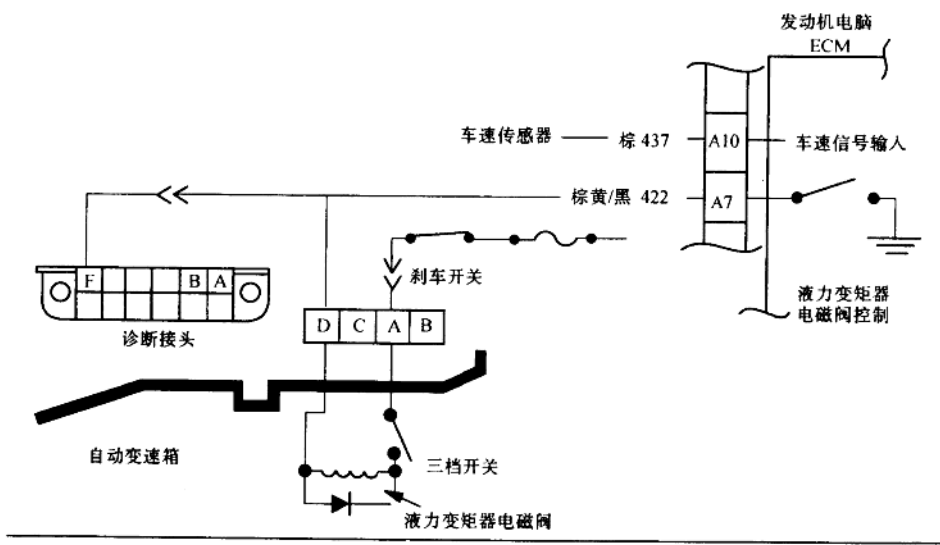 发动机电脑
ECM
车速传感器
棕 437
A10
车速信号输入
棕黄/黑 422
A7
刹车开关
F
B
A
诊断接头
液力变矩器
电磁阀控制
D
C
A
B
自动变速箱
三档开关
液力变矩器电磁阀